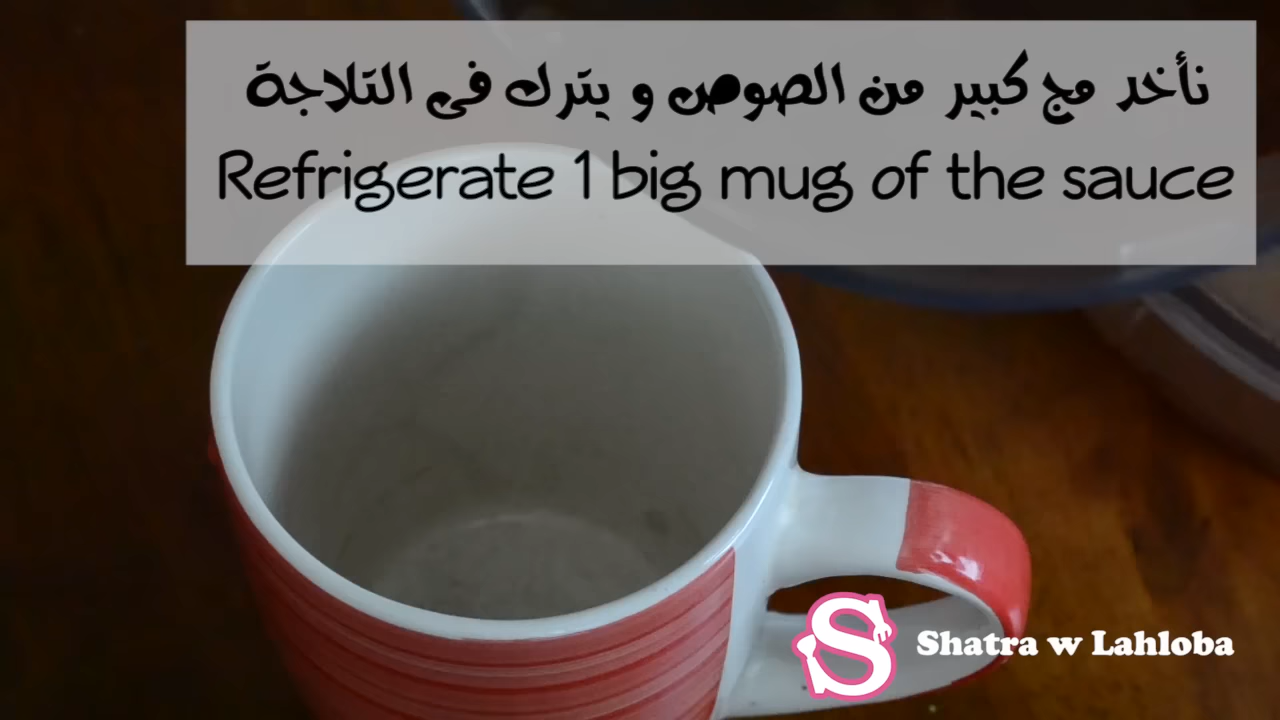 نأخد مج كبير من الصوص و يترك فى التلاجة
Refrigerate 1 big mug of the sauce
S Shatra w Lahloba